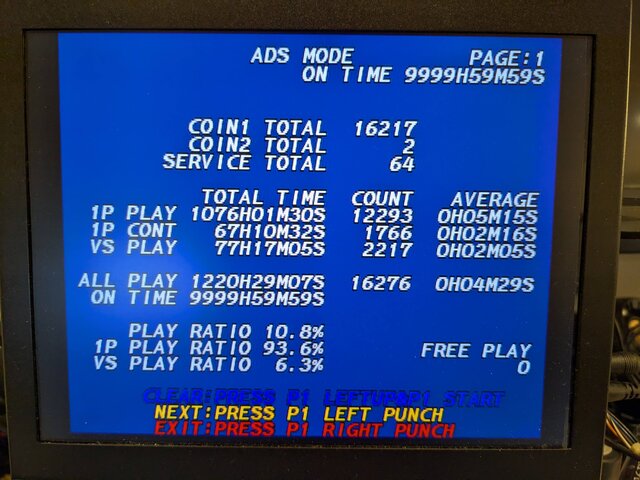 ADS MODE PAGE:1
ON TIME 9999H59M59S
COIN1 TOTAL 16217
COIN2 TOTAL 2
SERVICE TOTAL 64
TOTAL TIME COUNT AVERAGE
1P PLAY 1076H01M30S 12293 0H05M15S
1P CONT 67H10M32S 1766 0H02M16S
VS PLAY 77H17M05S 2217 0H02M05S
ALL PLAY 1220H29M07S 16276 0H04M29S
ON TIME 9999H59M59S
PLAY RATIO 10.8%
1P PLAY RATIO 93.6% FREE PLAY
VS PLAY RATIO 6.3% 0
CLEAR:PRESS P1 LEFTUP&P1 START
NEXT:PRESS P1 LEFT PUNCH
EXIT:PRESS P1 RIGHT PUNCH